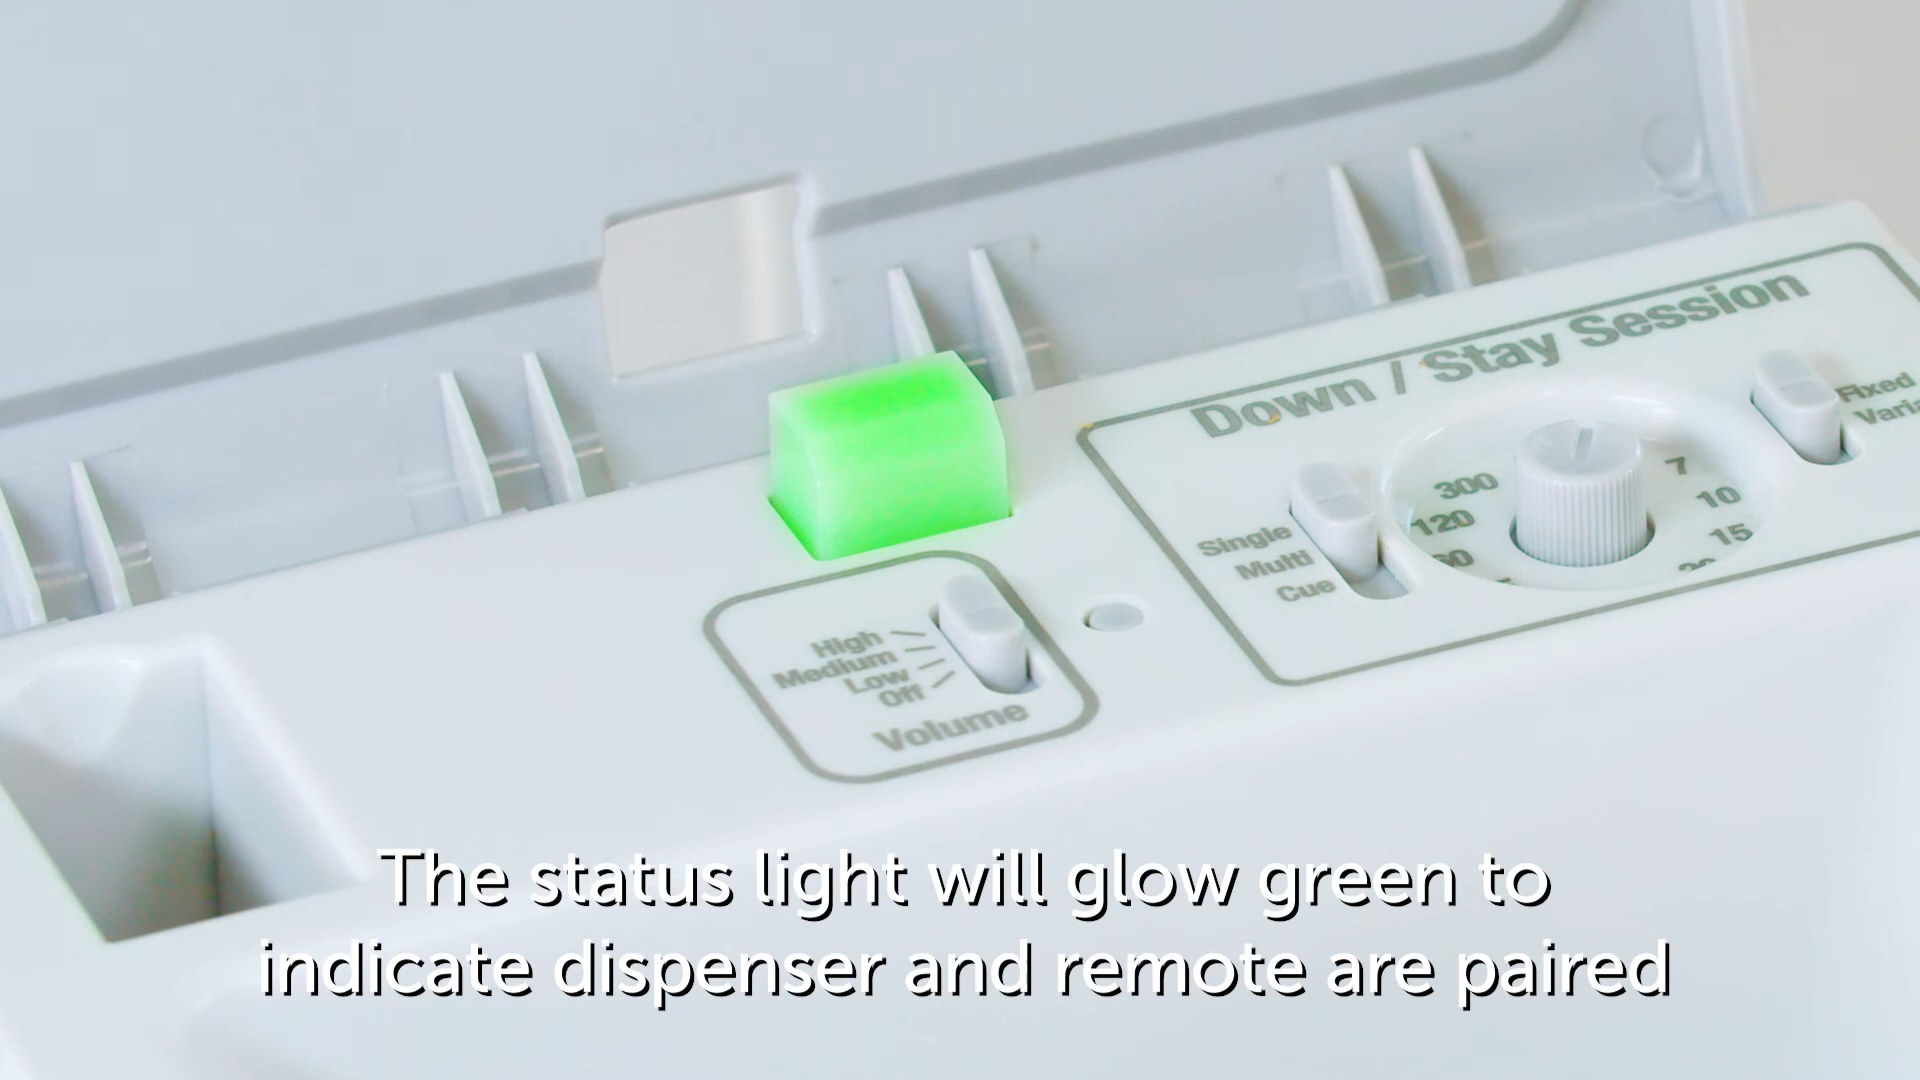 Down / Stay Session
Fixed
300
7
120
10
15
Single
Multi
Cue
High
Medium
Low
Off
Volume
The status light will glow green to
indicate dispenser and remote are paired